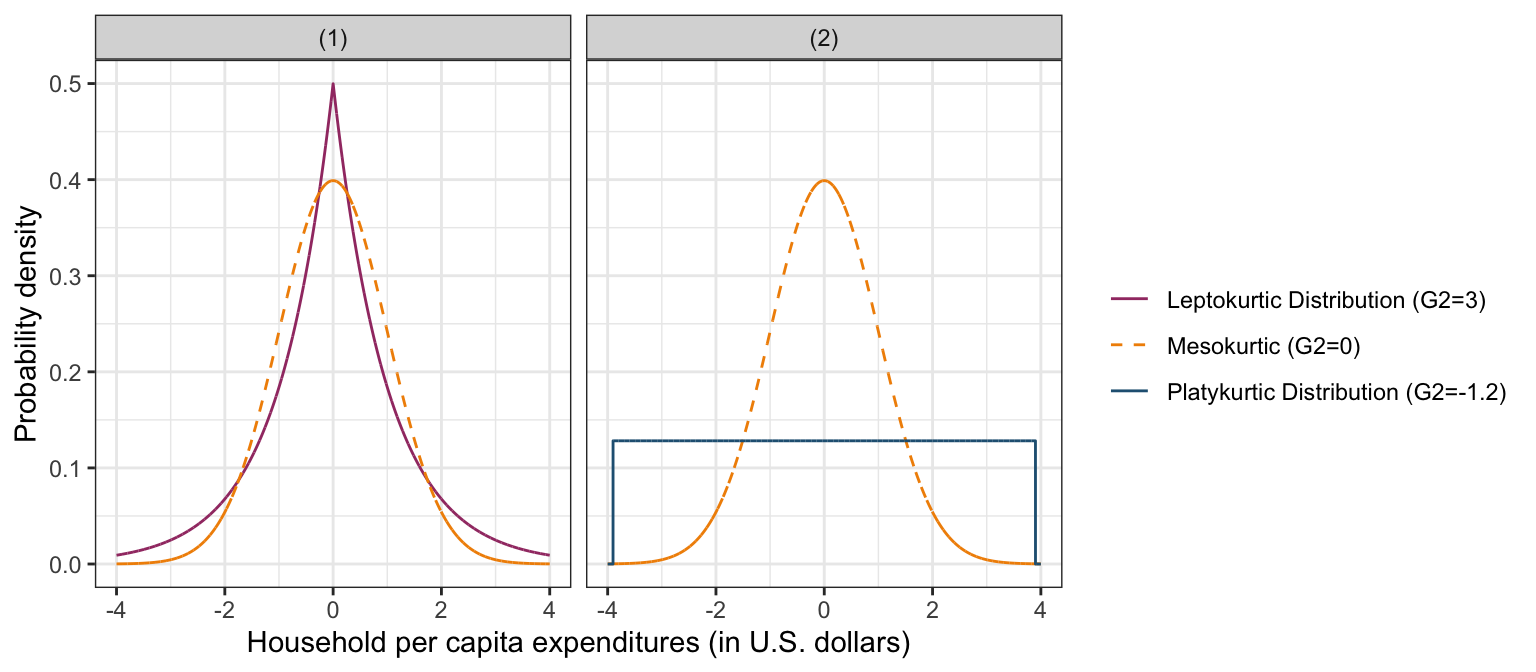 (1)
(2)
Probability density
0.5
0.4
0.3
0.2
0.1
0.0
-4 -2 0 2 4
-4 -2 0 2 4
Household per capita expenditures (in U.S. dollars)
Leptokurtic Distribution (G2=3)
Mesokurtic (G2=0)
Platykurtic Distribution (G2=-1.2)